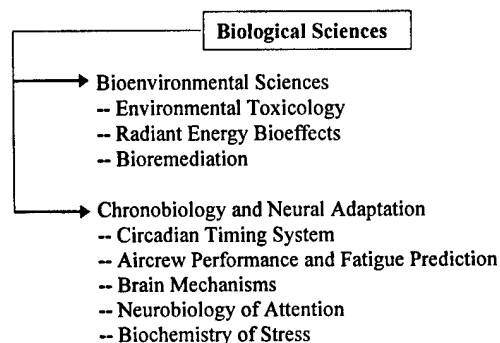 Biological Sciences
Bioenvironmental Sciences
-- Environmental Toxicology
-- Radiant Energy Bioeffects
-- Bioremediation
Chronobiology and Neural Adaptation
-- Circadian Timing System
-- Aircrew Performance and Fatigue Prediction
-- Brain Mechanisms
-- Neurobiology of Attention
-- Biochemistry of Stress